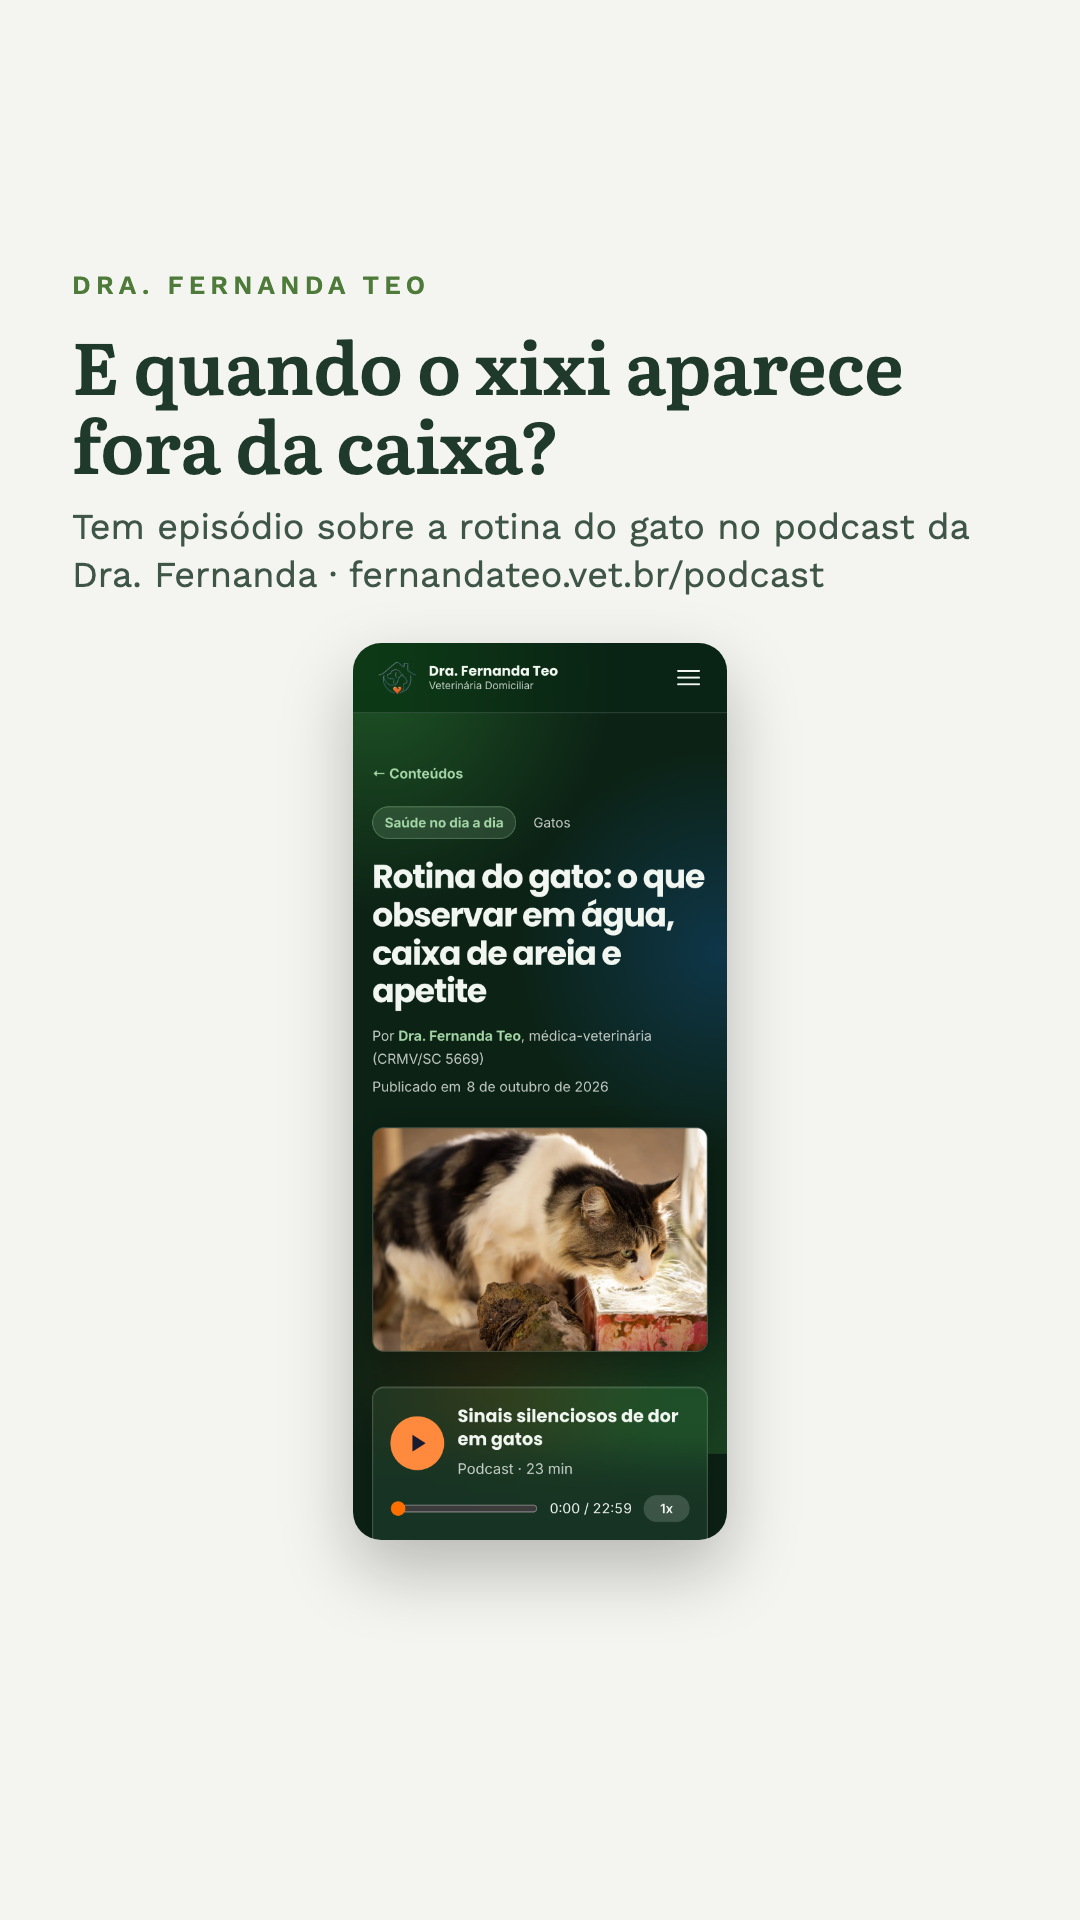 DRA. FERNANDA TEO
E quando o xixi aparece
fora da caixa?
Tem episódio sobre a rotina do gato no podcast da
Dra. Fernanda · fernandateo.vet.br/podcast
Dra. Fernanda Teo
Veterinária Domiciliar
← Conteúdos
Saúde no dia a dia Gatos
Rotina do gato: o que
observar em água,
caixa de areia e
apetite
Por Dra. Fernanda Teo, médica-veterinária
(CRMV/SC 5669)
Publicado em 8 de outubro de 2026
Sinais silenciosos de dor
em gatos
Podcast · 23 min
0:00 / 22:59 1x